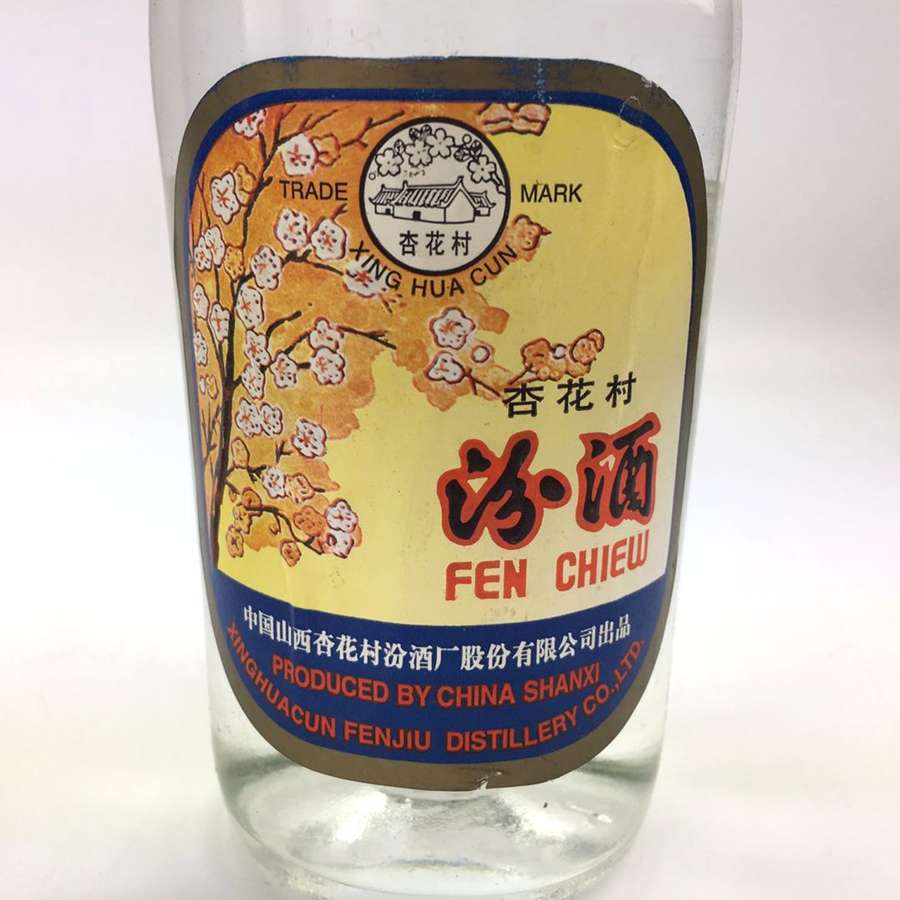 TRADE MARK
杏花村
XING HUA CUN
杏花村
汾酒
FEN CHIEW
中国山西杏花村汾酒厂股份有限公司出品
PRODUCED BY CHINA SHANXI
XINGHUACUN FENJIU DISTILLERY CO.,LTD.